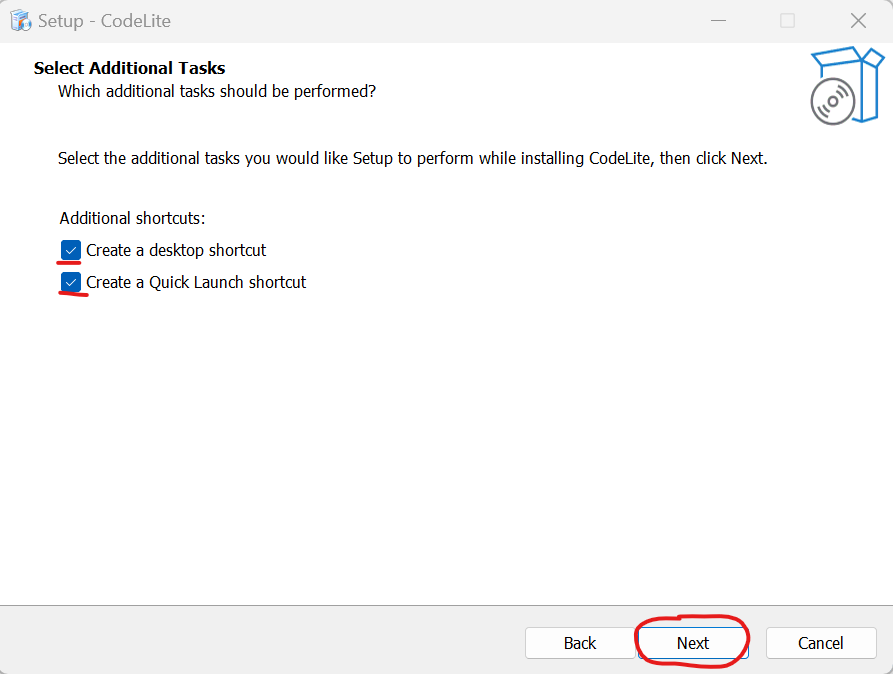 Setup - CodeLite
Select Additional Tasks
Which additional tasks should be performed?
Select the additional tasks you would like Setup to perform while installing CodeLite, then click Next.
Additional shortcuts:
Create a desktop shortcut
Create a Quick Launch shortcut
Back Next Cancel